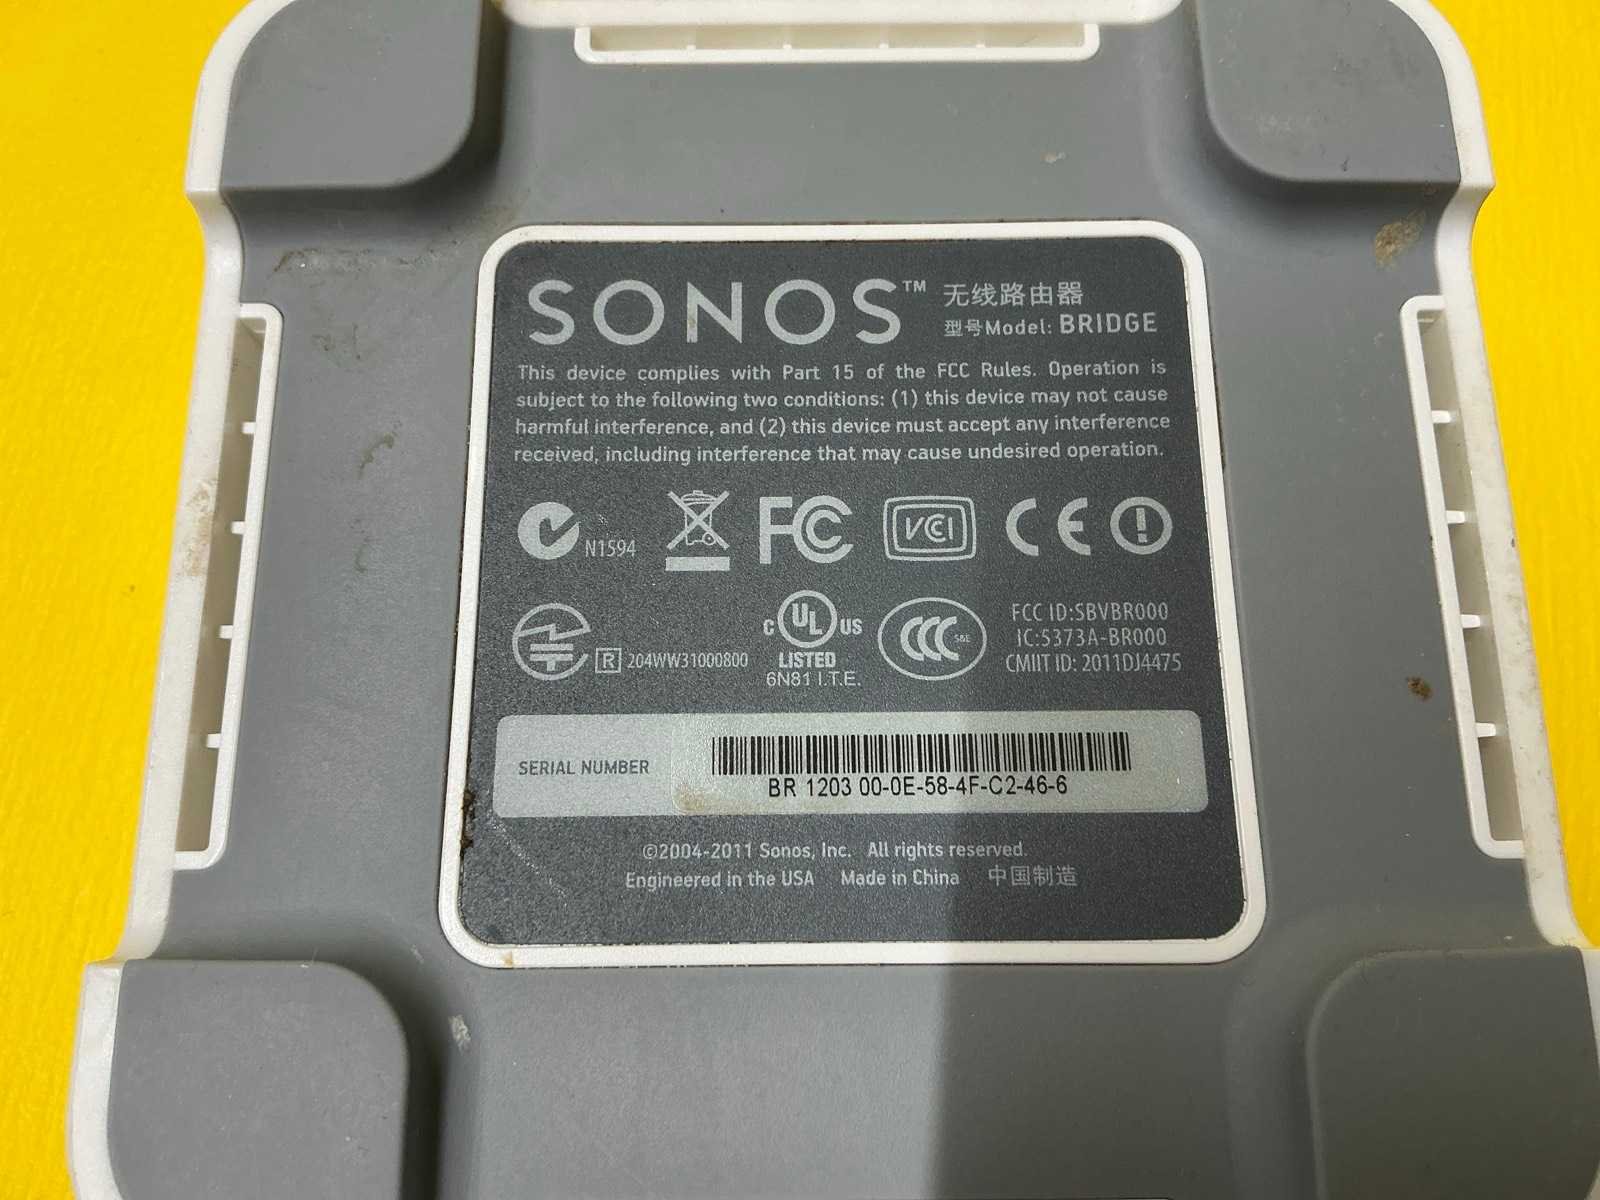 SONOS™ 无线路由器
型号Model: BRIDGE
This device complies with Part 15 of the FCC Rules. Operation is
subject to the following two conditions: (1) this device may not cause
harmful interference, and (2) this device must accept any interference
received, including interference that may cause undesired operation.
N1594 FC VCI CE
R 204WW31000800
C UL US
LISTED
6N81 I.T.E.
CCC S&E
FCC ID:SBVBR000
IC:5373A-BR000
CMIIT ID: 2011DJ4475
SERIAL NUMBER
BR 1203 00-0E-58-4F-C2-46-6
©2004-2011 Sonos, Inc. All rights reserved.
Engineered in the USA Made in China 中国制造